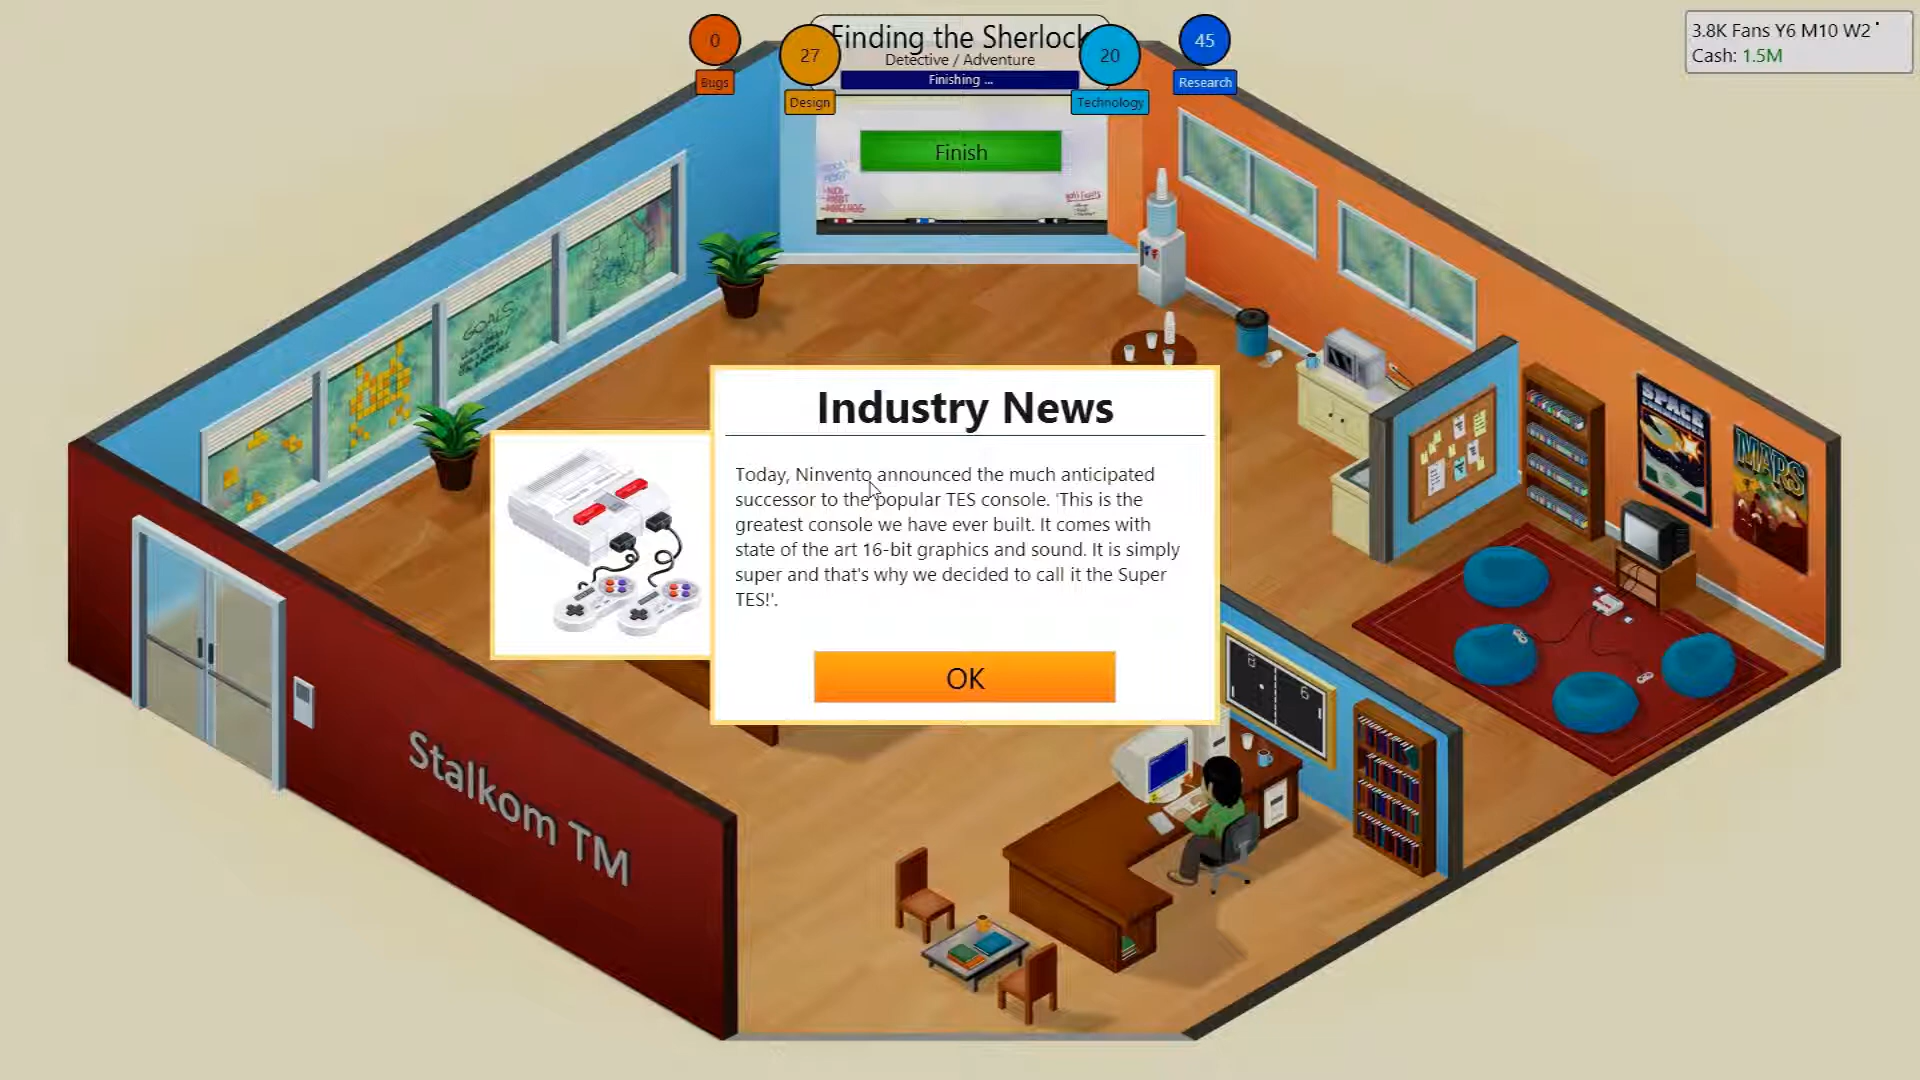 Finding the Sherlock
Detective / Adventure
Finishing ...
0
Bugs
27
Design
20
Technology
45
Research
3.8K Fans Y6 M10 W2
Cash: 1.5M
Finish
GOALS
SPACE
MARS
Industry News
Today, Ninvento announced the much anticipated
successor to the popular TES console. 'This is the
greatest console we have ever built. It comes with
state of the art 16-bit graphics and sound. It is simply
super and that's why we decided to call it the Super
TES!'.
OK
6
Stalkom TM